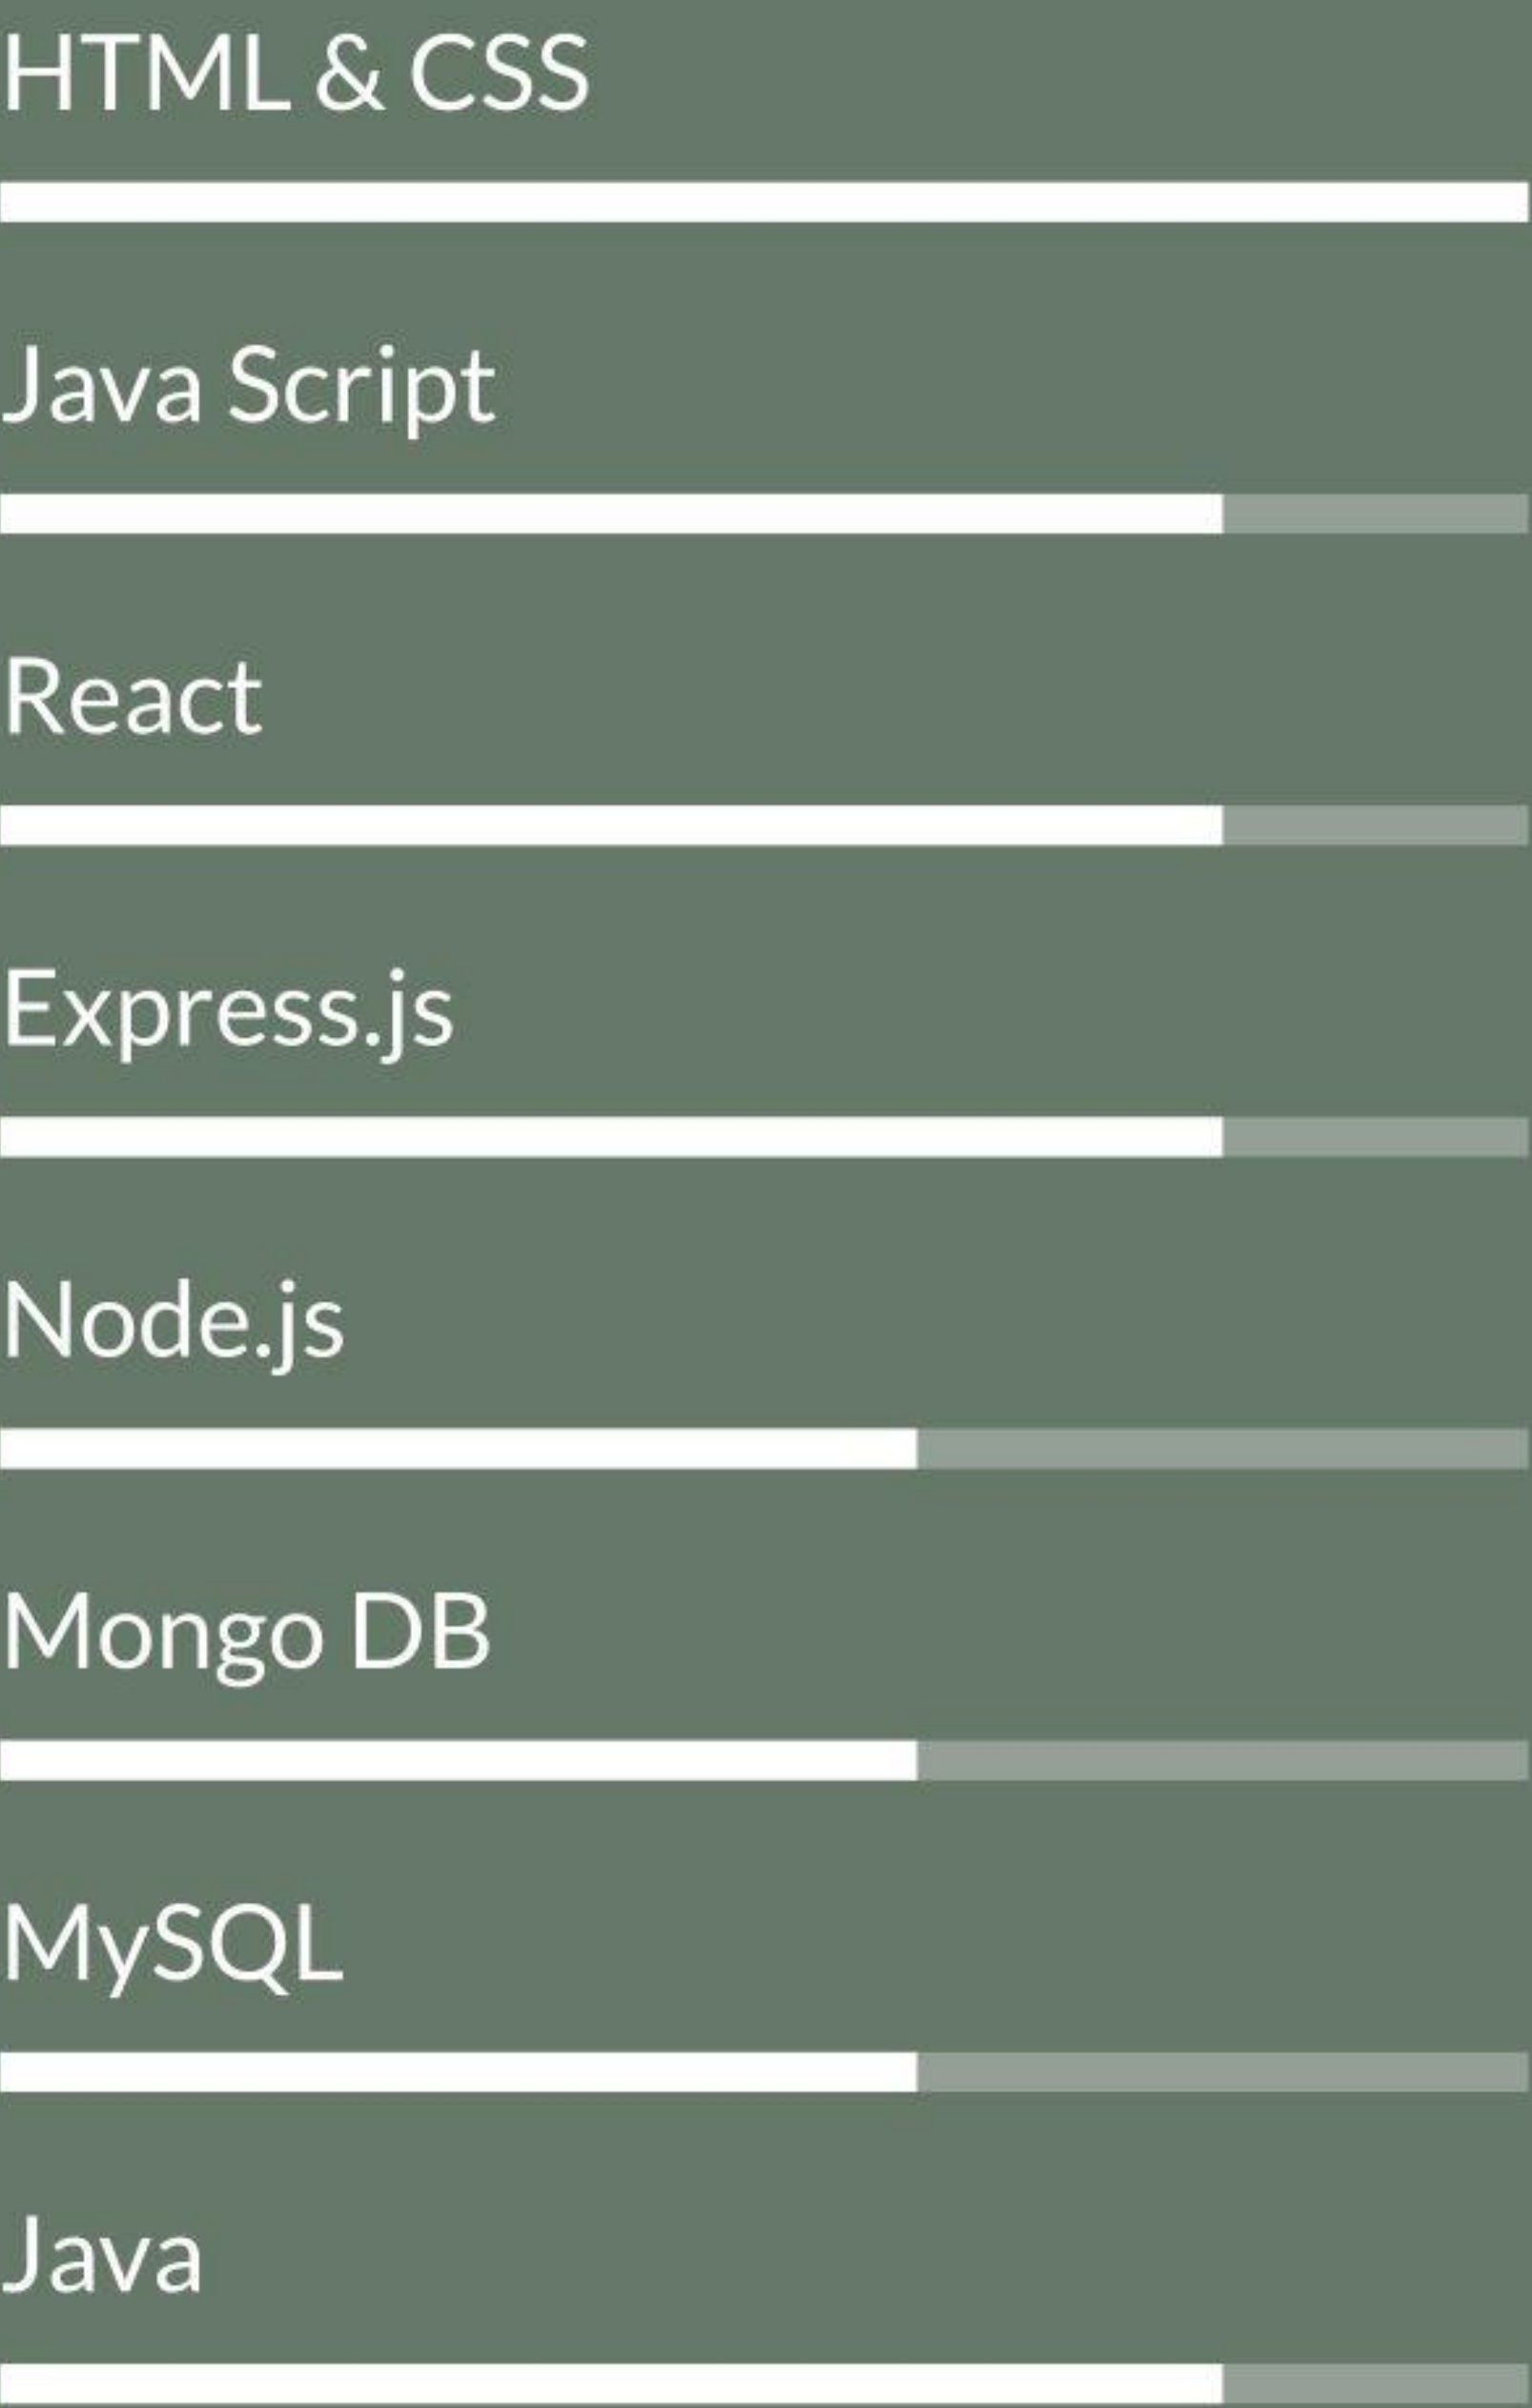 HTML & CSS
Java Script
React
Express.js
Node.js
Mongo DB
MySQL
Java